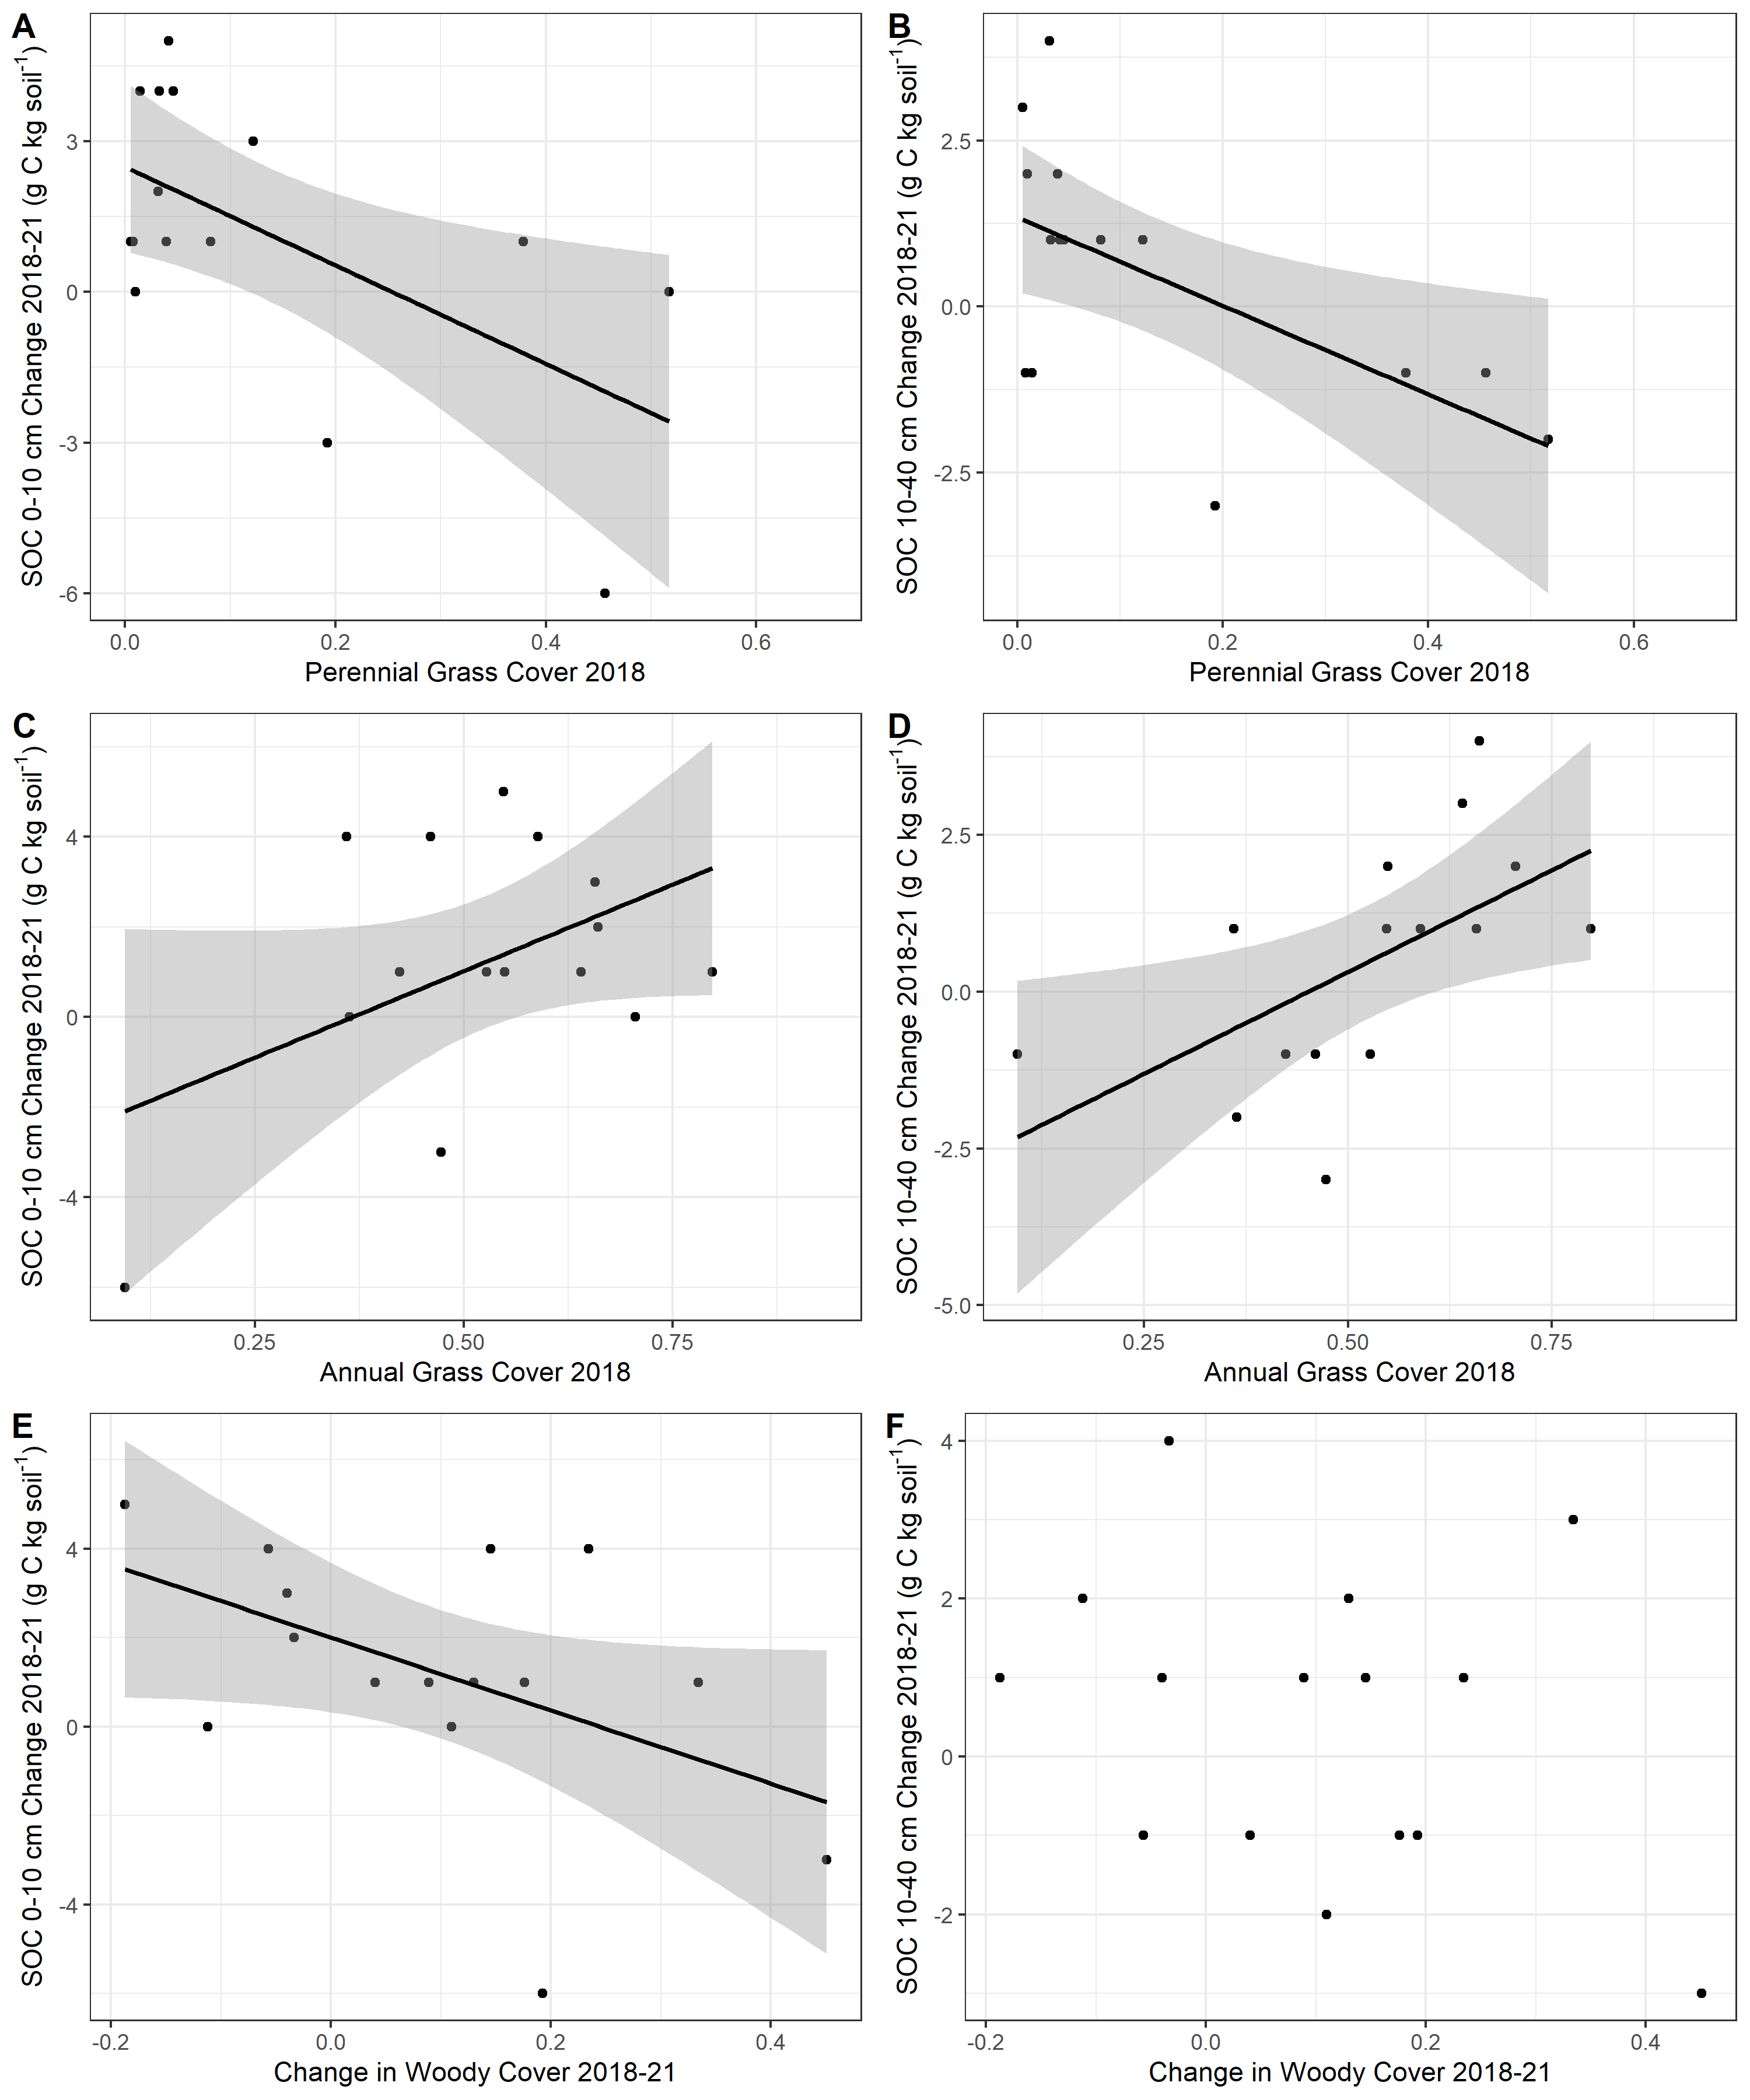 A
SOC 0-10 cm Change 2018-21 (g C kg soil⁻¹)
3
0
-3
-6
0.0 0.2 0.4 0.6
Perennial Grass Cover 2018
B
SOC 10-40 cm Change 2018-21 (g C kg soil⁻¹)
2.5
0.0
-2.5
0.0 0.2 0.4 0.6
Perennial Grass Cover 2018
C
SOC 0-10 cm Change 2018-21 (g C kg soil⁻¹)
4
0
-4
0.25 0.50 0.75
Annual Grass Cover 2018
D
SOC 10-40 cm Change 2018-21 (g C kg soil⁻¹)
2.5
0.0
-2.5
-5.0
0.25 0.50 0.75
Annual Grass Cover 2018
E
SOC 0-10 cm Change 2018-21 (g C kg soil⁻¹)
4
0
-4
-0.2 0.0 0.2 0.4
Change in Woody Cover 2018-21
F
SOC 10-40 cm Change 2018-21 (g C kg soil⁻¹)
4
2
0
-2
-0.2 0.0 0.2 0.4
Change in Woody Cover 2018-21